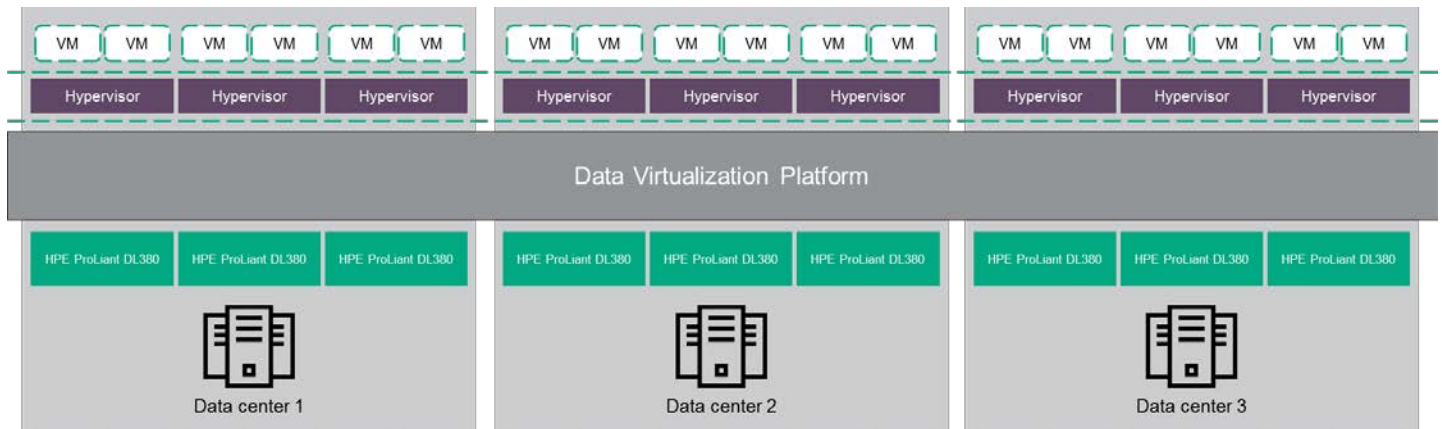 VM VM VM VM VM VM VM VM VM VM VM VM VM VM VM VM VM VM
Hypervisor Hypervisor Hypervisor Hypervisor Hypervisor Hypervisor Hypervisor Hypervisor Hypervisor
Data Virtualization Platform
HPE ProLiant DL380 HPE ProLiant DL380 HPE ProLiant DL380 HPE ProLiant DL380 HPE ProLiant DL380 HPE ProLiant DL380 HPE ProLiant DL380 HPE ProLiant DL380 HPE ProLiant DL380
Data center 1 Data center 2 Data center 3